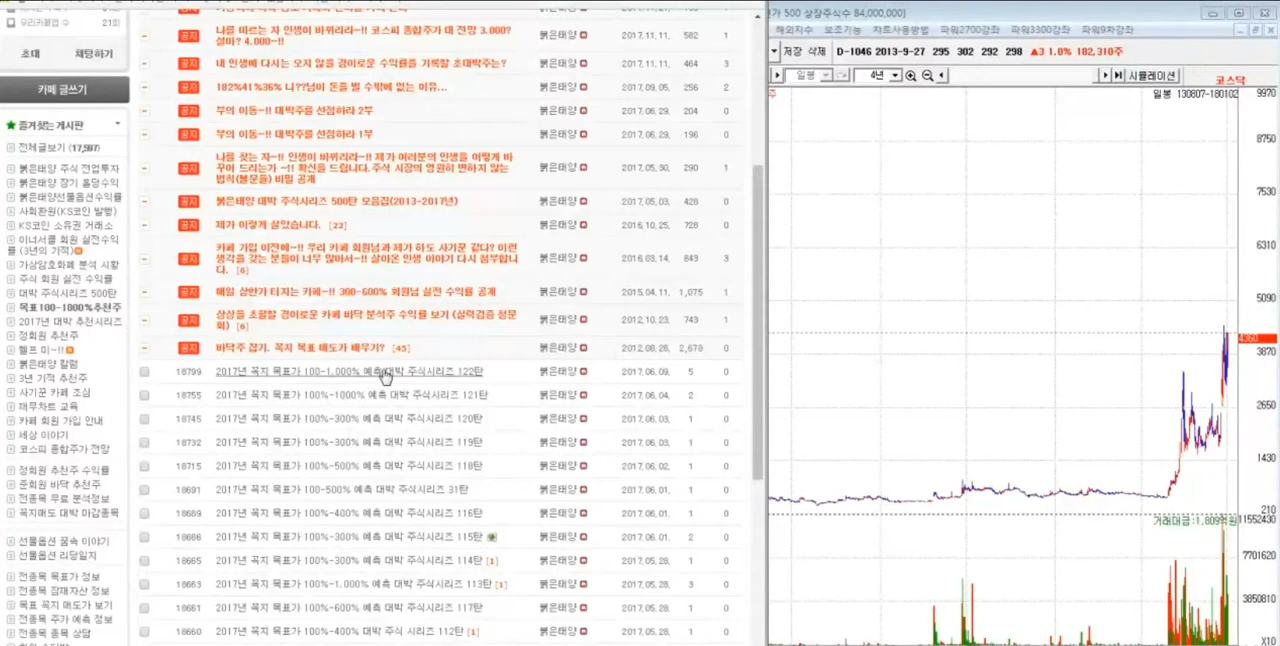 우리카페앱 수 21회
초대 채팅하기
카페 글쓰기
즐겨찾는 게시판
전체글보기 (17,597)
붉은태양 주식 전업투자
붉은태양 장기 홀딩수익
붉은태양선물옵션수익률
사회환원(KS코인 발행)
KS코인 소유권 거래소
이너서클 회원 실전수익
률 (3년의 기적)
가상암호화폐 분석 시황
주식 회원 실전 수익률
대박 주식시리즈 500탄
목표100-1000%추천주
2017년 대박 추천시리즈
정회원 추천주
헬프 미~!!
붉은태양 칼럼
3년 기적 추천주
사기꾼 카페 조심
재무차트 교육
카페 회원 가입 안내
세상 이야기
코스피 종합주가 전망
정회원 추천주 수익률
준회원 바닥 추천주
전종목 무료 분석정보
꼭지매도 대박 마감종목
선물옵션 꿈속 이야기
선물옵션 리딩일지
전종목 목표가 정보
전종목 잠재자산 정보
목표 꼭지 매도가 보기
전종목 주가 예측 정보
전종목 종목 상담
공지 나를 따르는 자~!! 인생이 바뀌리라~!! 코스피 종합주가 대 전망 3.000?
설마? 4.000~!! 붉은태양 2017.11.11. 582 1
공지 내 인생에 다시는 오지 않을 경이로운 수익률을 기록할 초대박주는? 붉은태양 2017.11.11. 464 3
공지 182%41%36% 니??님이 돈을 벌 수밖에 없는 이유... 붉은태양 2017.09.05. 256 2
공지 부의 이동~!! 대박주를 선점하라 2부 붉은태양 2017.06.29. 204 0
공지 부의 이동~!! 대박주를 선점하라 1부 붉은태양 2017.06.29. 196 0
공지 나를 찾는 자~!! 인생이 바뀌리라~!! 제가 여러분의 인생을 어떻게 바
꾸어 드리는가 ~!! 확신을 드립니다.주식 시장의 영원히 변하지 않는
법칙(불문율) 비밀 공개 붉은태양 2017.05.30. 290 1
공지 붉은태양 대박 주식시리즈 500탄 모음집(2013-2017년) 붉은태양 2017.05.03. 428 0
공지 제가 이렇게 살았습니다. [22] 붉은태양 2016.10.25. 728 0
공지 카페 가입 이전에~!! 우리 카페 회원님과 제가 하도 사기꾼 같다? 이런
생각을 갖는 분들이 너무 많아서~!! 살아온 인생 이야기 다시 첨부합니
다. [6] 붉은태양 2016.03.14. 843 3
공지 매일 상한가 터지는 카페~!! 300-600% 회원님 실전 수익률 공개 붉은태양 2015.04.11. 1,075 1
공지 상상을 초월할 경이로운 카페 바닥 분석주 수익률 보기 (실력검증 청문
회) [6] 붉은태양 2012.10.23. 743 1
공지 바닥주 잡기. 꼭지 목표 매도가 배우기? [45] 붉은태양 2012.08.28. 2,678 0
18799 2017년 꼭지 목표가 100-1,000% 예측 대박 주식시리즈 122탄 붉은태양 2017.06.09. 5 0
18755 2017년 꼭지 목표가 100%-1000% 예측 대박 주식시리즈 121탄 붉은태양 2017.06.04. 2 0
18745 2017년 꼭지 목표가 100%-300% 예측 대박 주식시리즈 120탄 붉은태양 2017.06.03. 1 0
18732 2017년 꼭지 목표가 100%-300% 예측 대박 주식시리즈 119탄 붉은태양 2017.06.03. 1 0
18715 2017년 꼭지 목표가 100%-500% 예측 대박 주식시리즈 118탄 붉은태양 2017.06.02. 1 0
18691 2017년 꼭지 목표가 100-500% 예측 대박 주식시리즈 31탄 붉은태양 2017.06.01. 1 0
18689 2017년 꼭지 목표가 100%-400% 예측 대박 주식시리즈 116탄 붉은태양 2017.06.01. 1 0
18686 2017년 꼭지 목표가 100%-300% 예측 대박 주식시리즈 115탄 붉은태양 2017.06.01. 2 0
18665 2017년 꼭지 목표가 100%-300% 예측 대박 주식시리즈 114탄 [1] 붉은태양 2017.05.28. 1 0
18663 2017년 꼭지 목표가 100%-1,000% 예측 대박 주식시리즈 113탄 [1] 붉은태양 2017.05.28. 3 0
18661 2017년 꼭지 목표가 100%-600% 예측 대박 주식시리즈 117탄 붉은태양 2017.05.28. 1 0
18660 2017년 꼭지 목표가 100%-400% 예측 대박 주식 시리즈 112탄 [1] 붉은태양 2017.05.28. 1 0
가 500 상장주식수 84,000,000)
해외지수 보조기능 챠트사용방법 파워2700강좌 파워3300강좌 파워9차강좌
저장 삭제 D-1046 2013-9-27 295 302 292 298 ▲3 1.0% 182,310주
일봉 4년 시뮬레이션
코스닥
주 일봉 130807-180102 9970
8750
7530
6310
5090
4360
3870
2650
1430
210
거래대금:1,809억원 11552430
7701620
3850810
X10